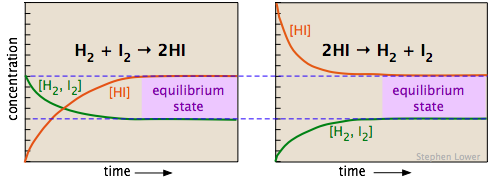 concentration
H₂ + I₂ → 2HI
[H₂, I₂]
[HI]
equilibrium
state
time →
[HI]
2HI → H₂ + I₂
equilibrium
state
[H₂, I₂]
Stephen Lower
time →